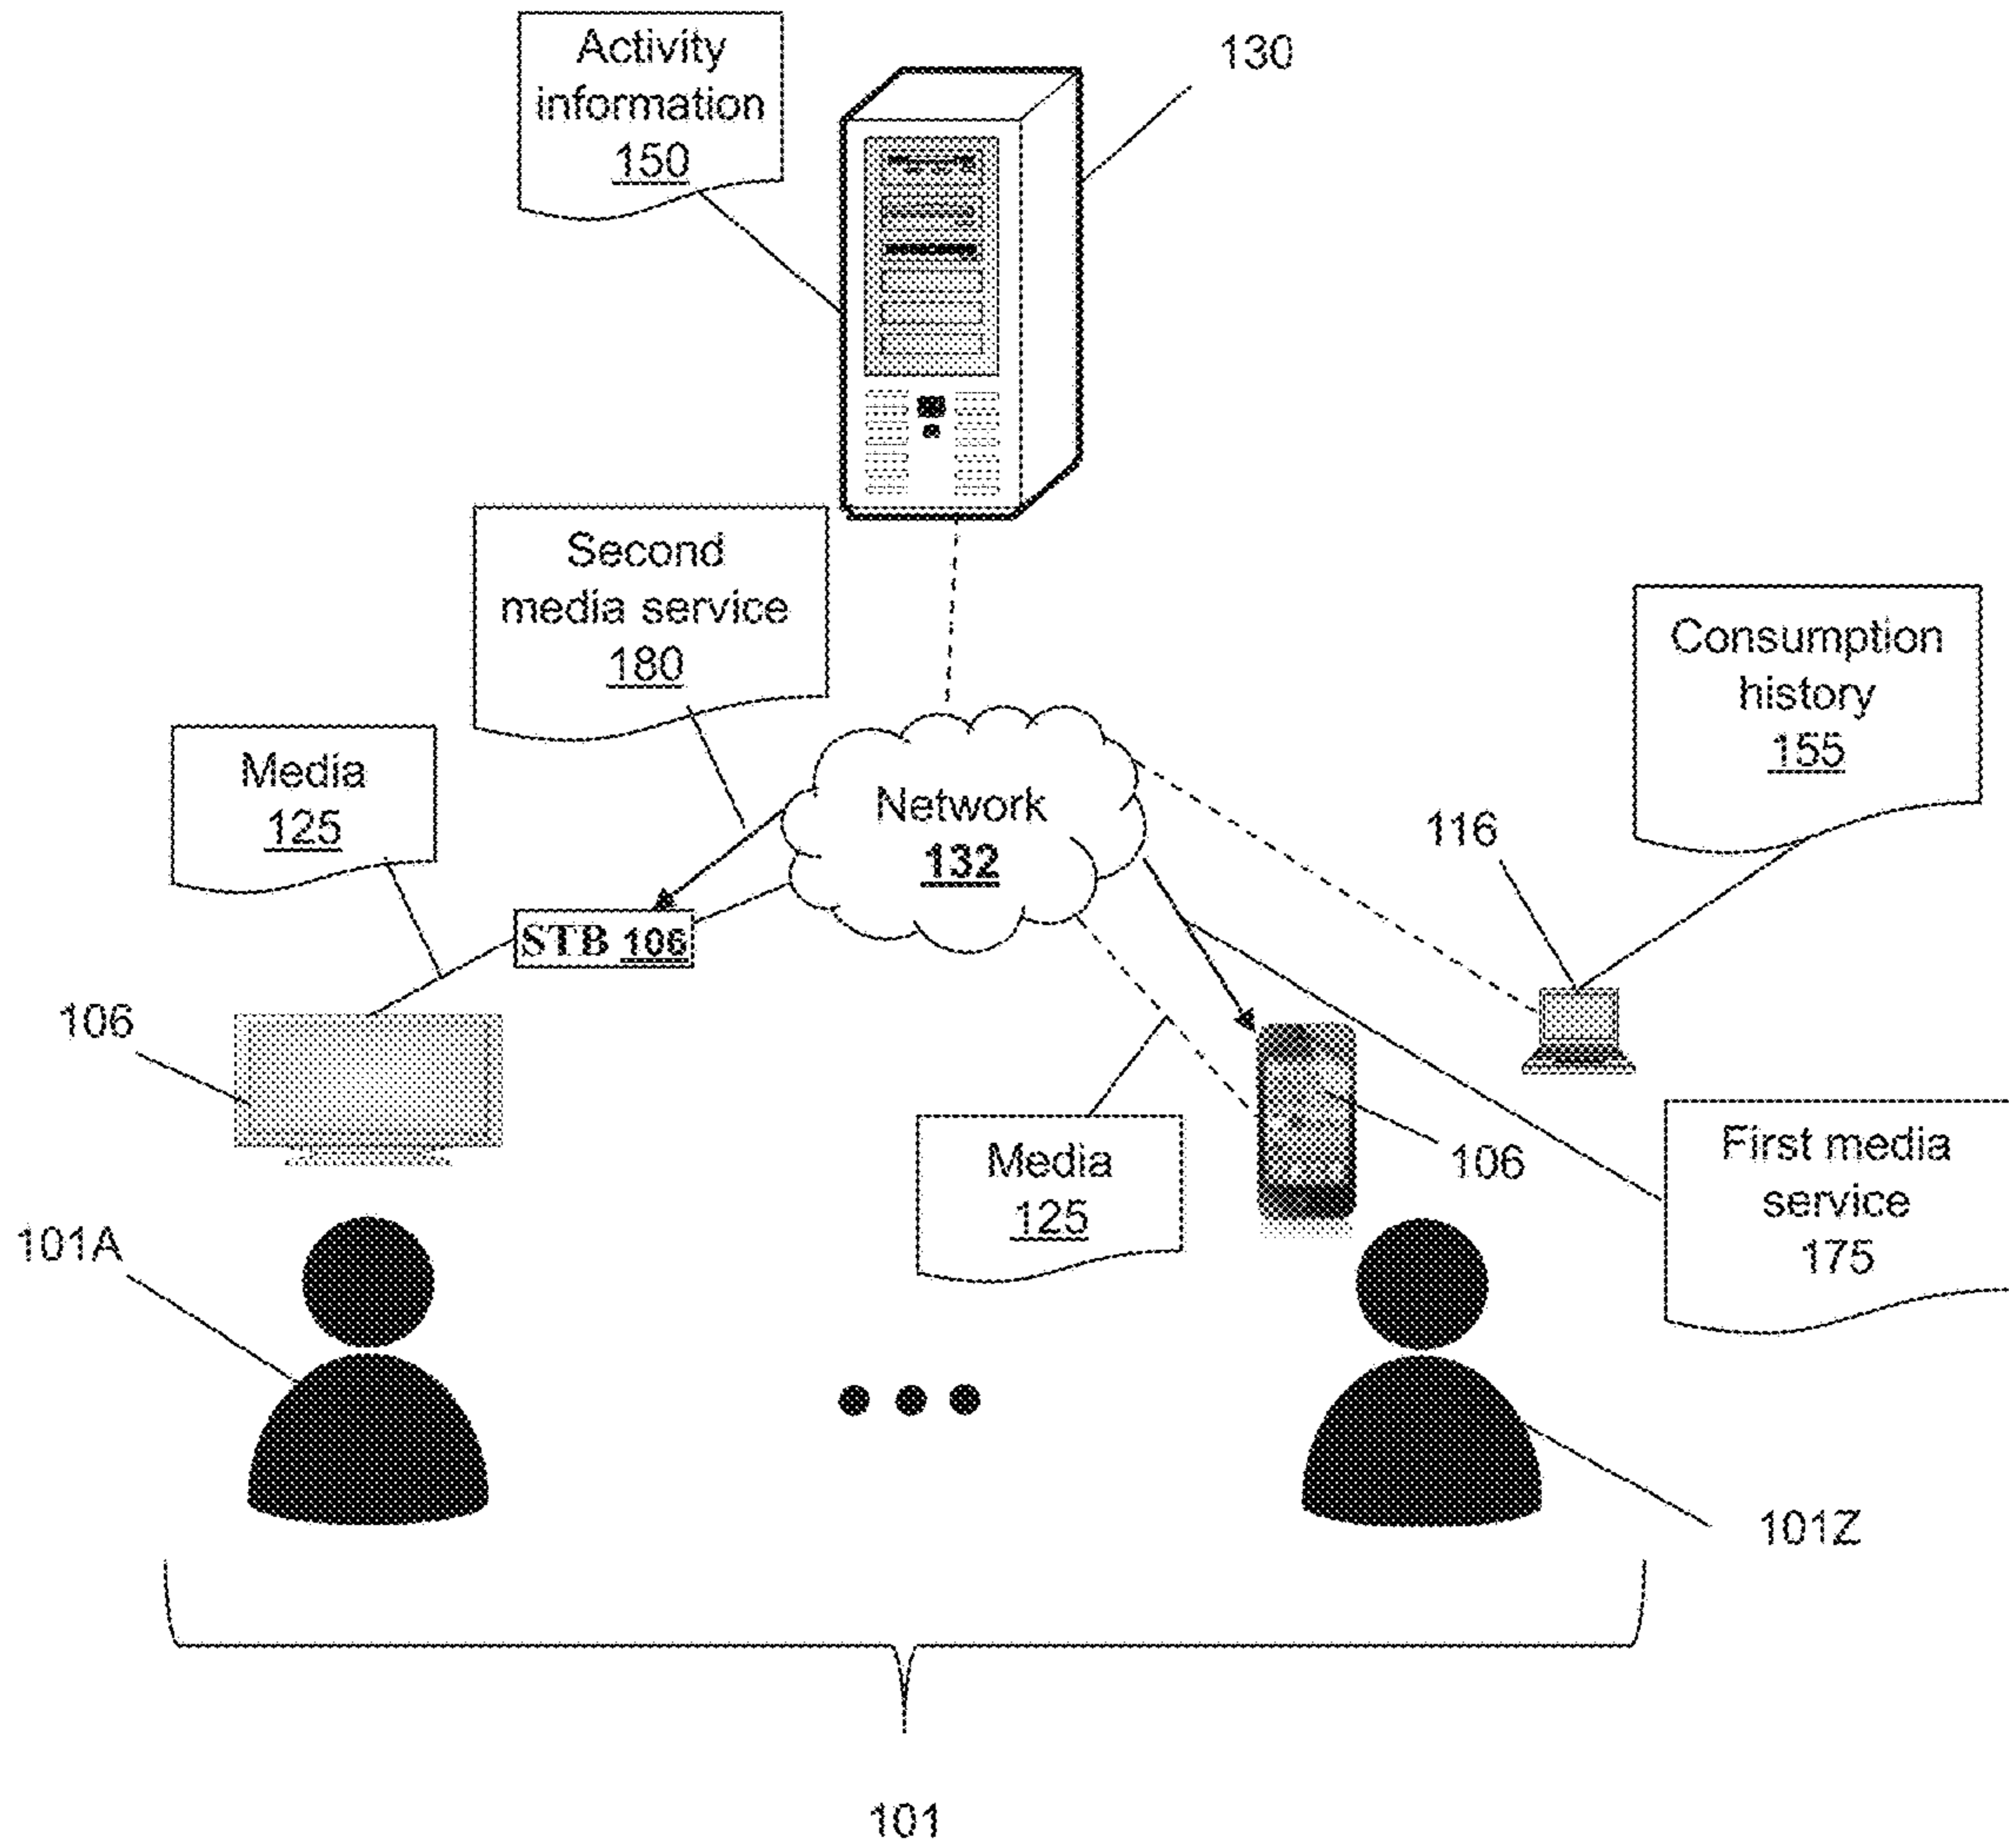 Activity
information
150
130
Second
media service
180
Consumption
history
155
Media
125
Network
132
116
STB 106
106
106
Media
125
First media
service
175
101A
101Z
101